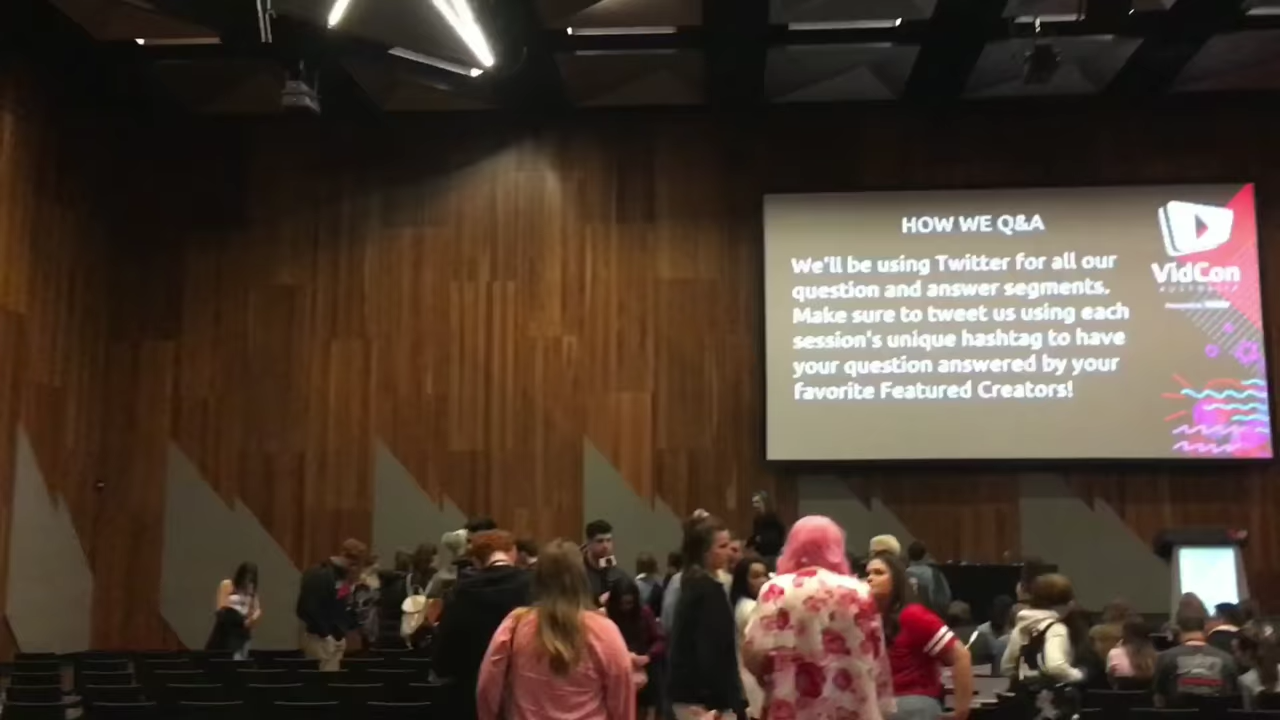 HOW WE Q&A
We'll be using Twitter for all our
question and answer segments.
Make sure to tweet us using each
session's unique hashtag to have
your question answered by your
favorite Featured Creators!
VidCon
AUSTRALIA